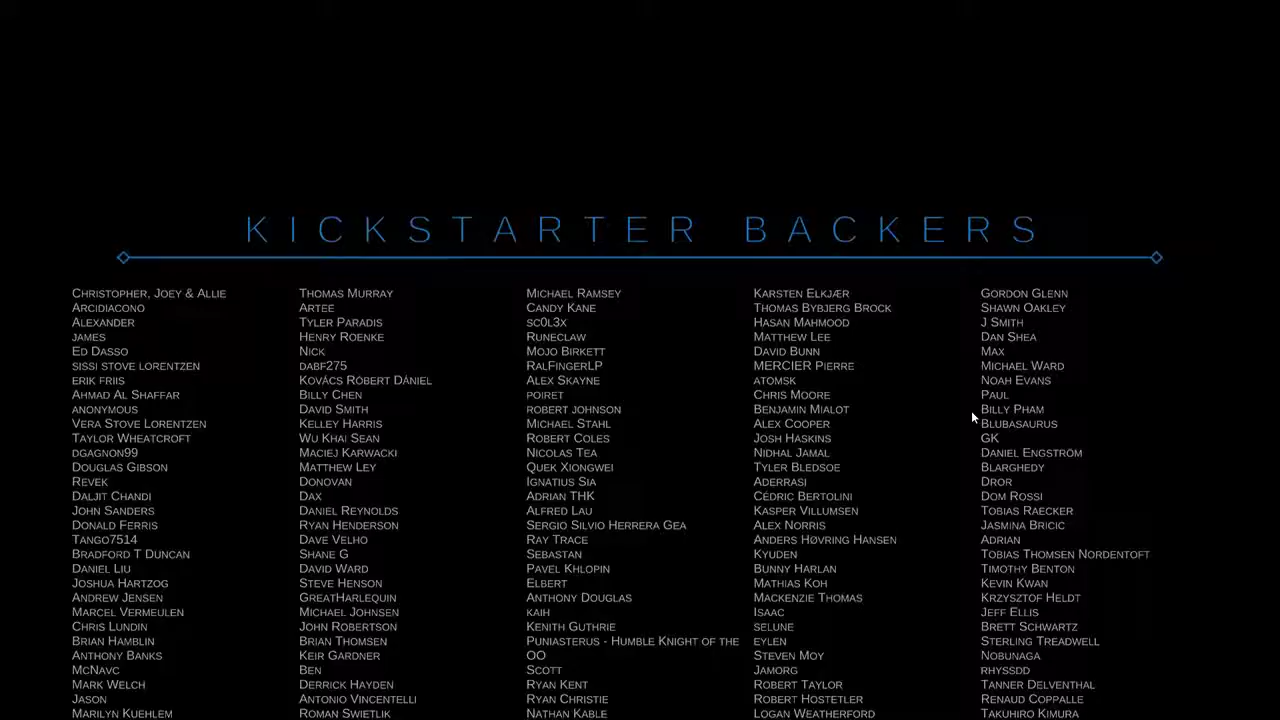 KICKSTARTER BACKERS
Christopher, Joey & Allie
Arcidiacono
Alexander
james
Ed Dasso
sissi stove lorentzen
erik friis
Ahmad Al Shaffar
anonymous
Vera Stove Lorentzen
Taylor Wheatcroft
dgagnon99
Douglas Gibson
Revek
Daljit Chandi
John Sanders
Donald Ferris
Tango7514
Bradford T Duncan
Daniel Liu
Joshua Hartzog
Andrew Jensen
Marcel Vermeulen
Chris Lundin
Brian Hamblin
Anthony Banks
McNavc
Mark Welch
Jason
Marilyn Kuehlem
Thomas Murray
Artee
Tyler Paradis
Henry Roenke
Nick
dabf275
Kovács Róbert Dániel
Billy Chen
David Smith
Kelley Harris
Wu Khai Sean
Maciej Karwacki
Matthew Ley
Donovan
Dax
Daniel Reynolds
Ryan Henderson
Dave Velho
Shane G
David Ward
Steve Henson
GreatHarlequin
Michael Johnsen
John Robertson
Brian Thomsen
Keir Gardner
Ben
Derrick Hayden
Antonio Vincentelli
Roman Swietlik
Michael Ramsey
Candy Kane
sc0l3x
Runeclaw
Mojo Birkett
RalFingerLP
Alex Skayne
poiret
robert johnson
Michael Stahl
Robert Coles
Nicolas Tea
Quek Xiongwei
Ignatius Sia
Adrian THK
Alfred Lau
Sergio Silvio Herrera Gea
Ray Trace
Sebastan
Pavel Khlopin
Elbert
Anthony Douglas
kaih
Kenith Guthrie
Puniasterus - Humble Knight of the
OO
Scott
Ryan Kent
Ryan Christie
Nathan Kable
Karsten Elkjær
Thomas Bybjerg Brock
Hasan Mahmood
Matthew Lee
David Bunn
MERCIER Pierre
atomsk
Chris Moore
Benjamin Mialot
Alex Cooper
Josh Haskins
Nidhal Jamal
Tyler Bledsoe
Aderrasi
Cédric Bertolini
Kasper Villumsen
Alex Norris
Anders Høvring Hansen
Kyuden
Bunny Harlan
Mathias Koh
Mackenzie Thomas
Isaac
selune
eylen
Steven Moy
Jamorg
Robert Taylor
Robert Hostetler
Logan Weatherford
Gordon Glenn
Shawn Oakley
J Smith
Dan Shea
Max
Michael Ward
Noah Evans
Paul
Billy Pham
Blubasaurus
GK
Daniel Engström
Blarghedy
Dror
Dom Rossi
Tobias Raecker
Jasmina Bricic
Adrian
Tobias Thomsen Nordentoft
Timothy Benton
Kevin Kwan
Krzysztof Heldt
Jeff Ellis
Brett Schwartz
Sterling Treadwell
Nobunaga
rhyssdd
Tanner Delventhal
Renaud Coppalle
Takuhiro Kimura